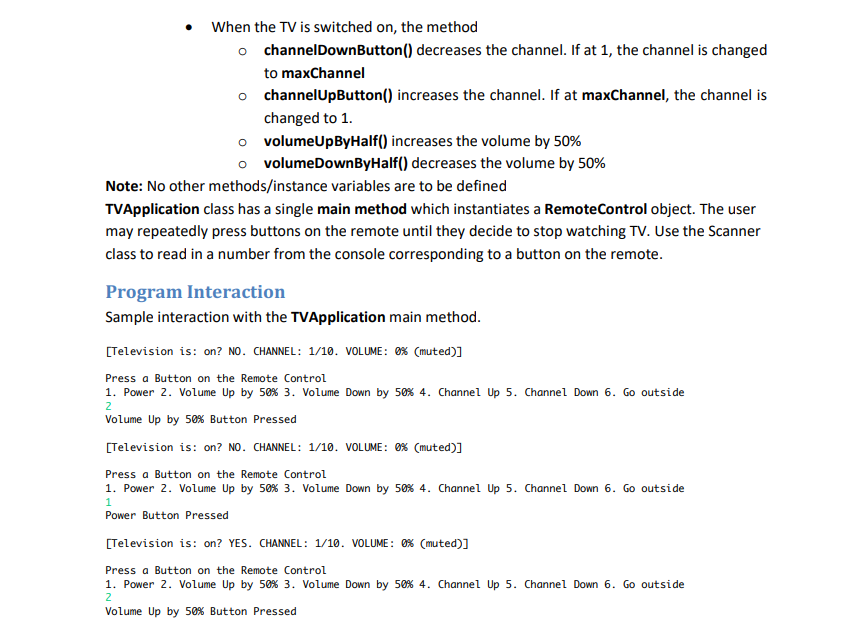 • When the TV is switched on, the method
o channelDownButton() decreases the channel. If at 1, the channel is changed
to maxChannel
o channelUpButton() increases the channel. If at maxChannel, the channel is
changed to 1.
o volumeUpByHalf() increases the volume by 50%
o volumeDownByHalf() decreases the volume by 50%
Note: No other methods/instance variables are to be defined
TVApplication class has a single main method which instantiates a RemoteControl object. The user
may repeatedly press buttons on the remote until they decide to stop watching TV. Use the Scanner
class to read in a number from the console corresponding to a button on the remote.
Program Interaction
Sample interaction with the TVApplication main method.
[Television is: on? NO. CHANNEL: 1/10. VOLUME: 0% (muted)]
Press a Button on the Remote Control
1. Power 2. Volume Up by 50% 3. Volume Down by 50% 4. Channel Up 5. Channel Down 6. Go outside
2
Volume Up by 50% Button Pressed
[Television is: on? NO. CHANNEL: 1/10. VOLUME: 0% (muted)]
Press a Button on the Remote Control
1. Power 2. Volume Up by 50% 3. Volume Down by 50% 4. Channel Up 5. Channel Down 6. Go outside
1
Power Button Pressed
[Television is: on? YES. CHANNEL: 1/10. VOLUME: 0% (muted)]
Press a Button on the Remote Control
1. Power 2. Volume Up by 50% 3. Volume Down by 50% 4. Channel Up 5. Channel Down 6. Go outside
2
Volume Up by 50% Button Pressed